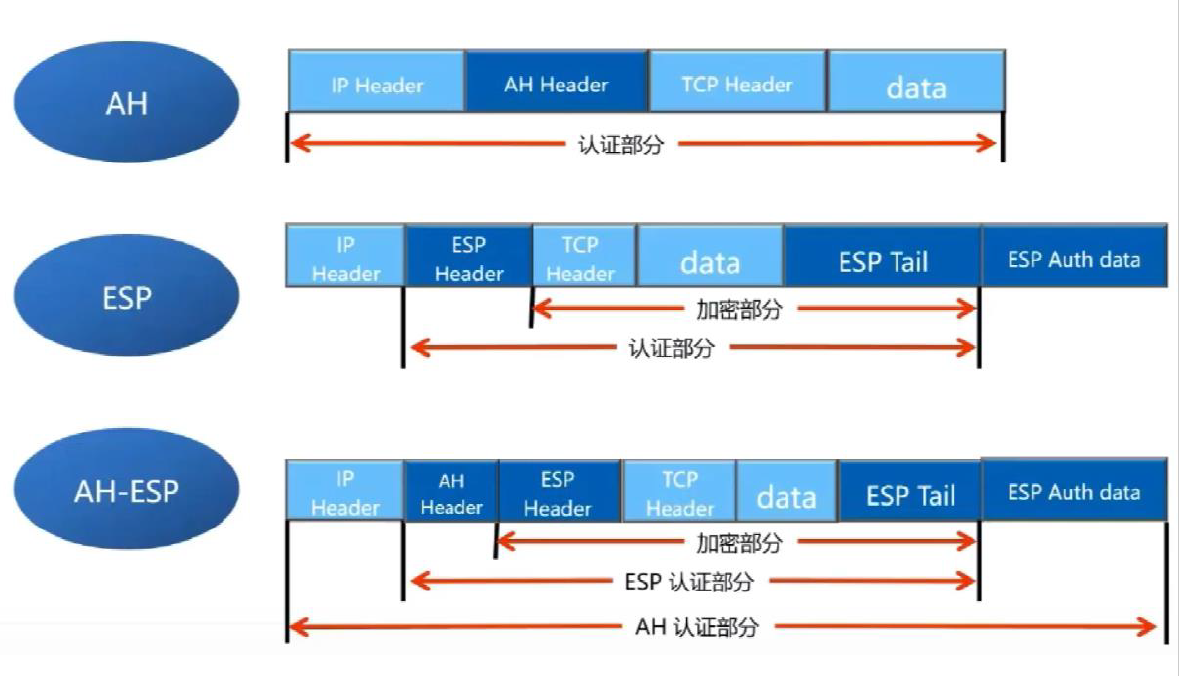 AH
IP Header
AH Header
TCP Header
data
认证部分
ESP
IP
Header
ESP
Header
TCP
Header
data
ESP Tail
ESP Auth data
加密部分
认证部分
AH-ESP
IP
Header
AH
Header
ESP
Header
TCP
Header
data
ESP Tail
ESP Auth data
加密部分
ESP 认证部分
AH 认证部分